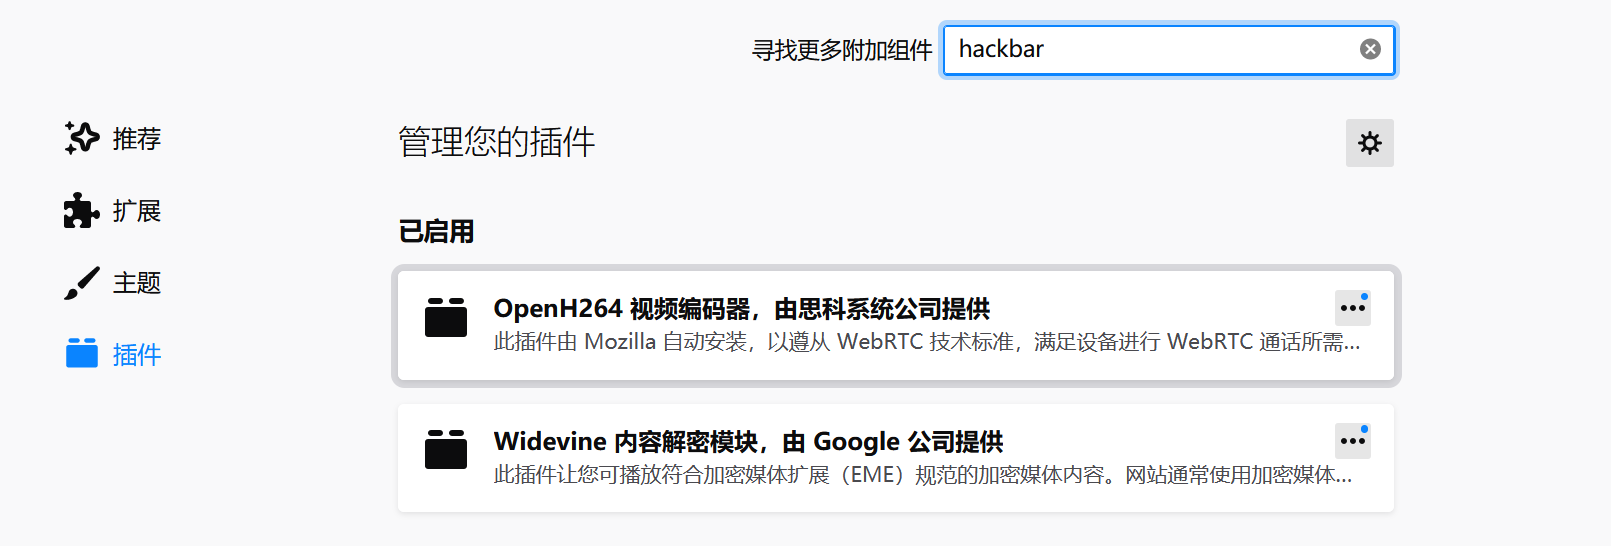 寻找更多附加组件 hackbar
推荐
扩展
主题
插件
管理您的插件
已启用
OpenH264 视频编码器，由思科系统公司提供
此插件由 Mozilla 自动安装，以遵从 WebRTC 技术标准，满足设备进行 WebRTC 通话所需...
Widevine 内容解密模块，由 Google 公司提供
此插件让您可播放符合加密媒体扩展（EME）规范的加密媒体内容。网站通常使用加密媒体...